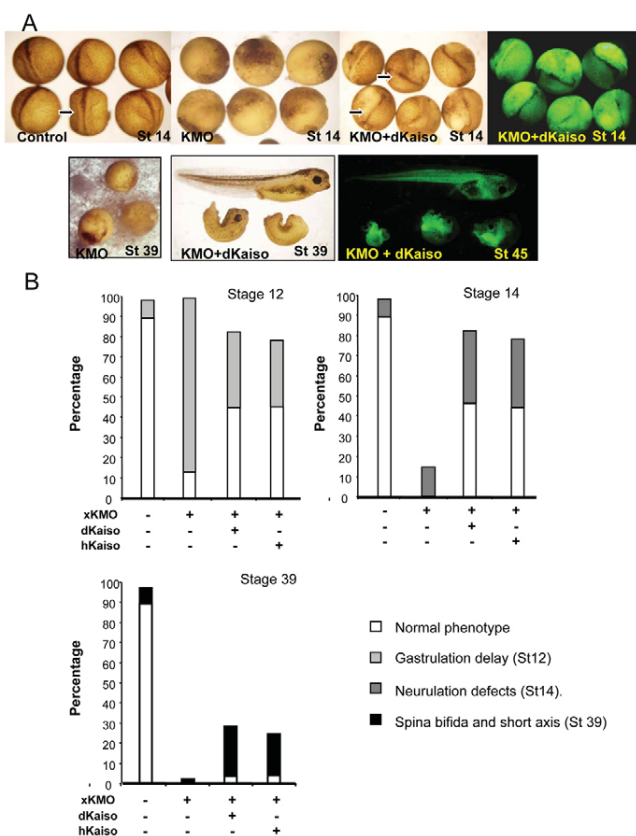 A
Control St 14
KMO St 14
KMO+dKaiso St 14
KMO+dKaiso St 14
KMO St 39
KMO+dKaiso St 39
KMO + dKaiso St 45
B
Stage 12
Percentage
100
90
80
70
60
50
40
30
20
10
0
xKMO - + + +
dKaiso - - + -
hKaiso - - - +
Stage 14
Percentage
100
90
80
70
60
50
40
30
20
10
- 0
- + + +
- - + -
- - - +
Stage 39
Percentage
100
90
80
70
60
50
40
30
20
10
- 0
xKMO - + + +
dKaiso - - + -
hKaiso - - - +
Normal phenotype
Gastrulation delay (St12)
Neurulation defects (St14).
Spina bifida and short axis (St 39)